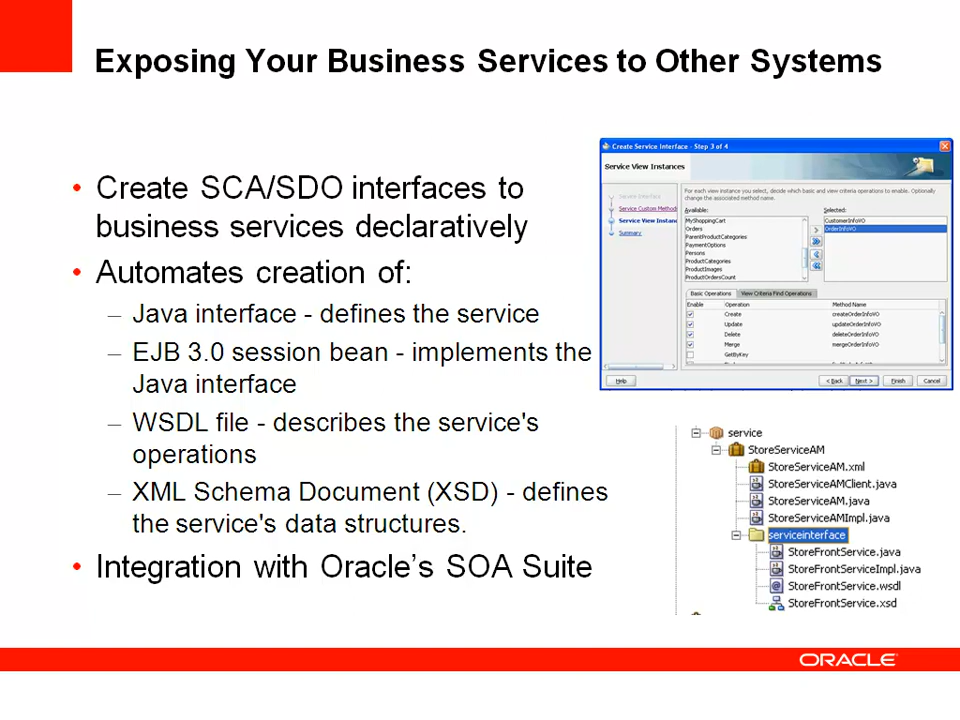 Exposing Your Business Services to Other Systems
• Create SCA/SDO interfaces to
business services declaratively
• Automates creation of:
– Java interface - defines the service
– EJB 3.0 session bean - implements the
Java interface
– WSDL file - describes the service's
operations
– XML Schema Document (XSD) - defines
the service's data structures.
• Integration with Oracle's SOA Suite
Create Service Interface - Step 3 of 4
Service View Instances
Service Interface
Service Custom Methods
Service View Instanc
Summary
For each view instance you select, decide which basic and view criteria operations to enable. Optionally
change the associated method name.
Available:
MyShoppingCart
Orders
ParentProductCategories
PaymentOptions
Persons
ProductCategories
ProductImages
ProductOrdersCount
Selected:
CustomerInfoVO
OrderInfoVO
Basic Operations View Criteria Find Operations
Enable Operation Method Name
Create createOrderInfoVO
Update updateOrderInfoVO
Delete deleteOrderInfoVO
Merge mergeOrderInfoVO
GetByKey
Help < Back Next > Finish Cancel
service
StoreServiceAM
StoreServiceAM.xml
StoreServiceAMClient.java
StoreServiceAM.java
StoreServiceAMImpl.java
serviceinterface
StoreFrontService.java
StoreFrontServiceImpl.java
StoreFrontService.wsdl
StoreFrontService.xsd
ORACLE